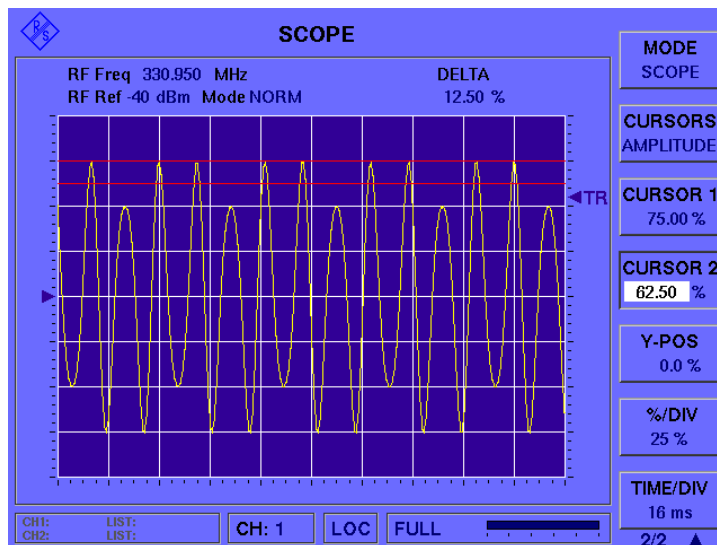 R/S
SCOPE
RF Freq 330.950 MHz
RF Ref -40 dBm Mode NORM
DELTA
12.50 %
TR
MODE
SCOPE
CURSORS
AMPLITUDE
CURSOR 1
75.00 %
CURSOR 2
62.50 %
Y-POS
0.0 %
%/DIV
25 %
TIME/DIV
16 ms
2/2
CH1: LIST:
CH2: LIST:
CH: 1
LOC
FULL